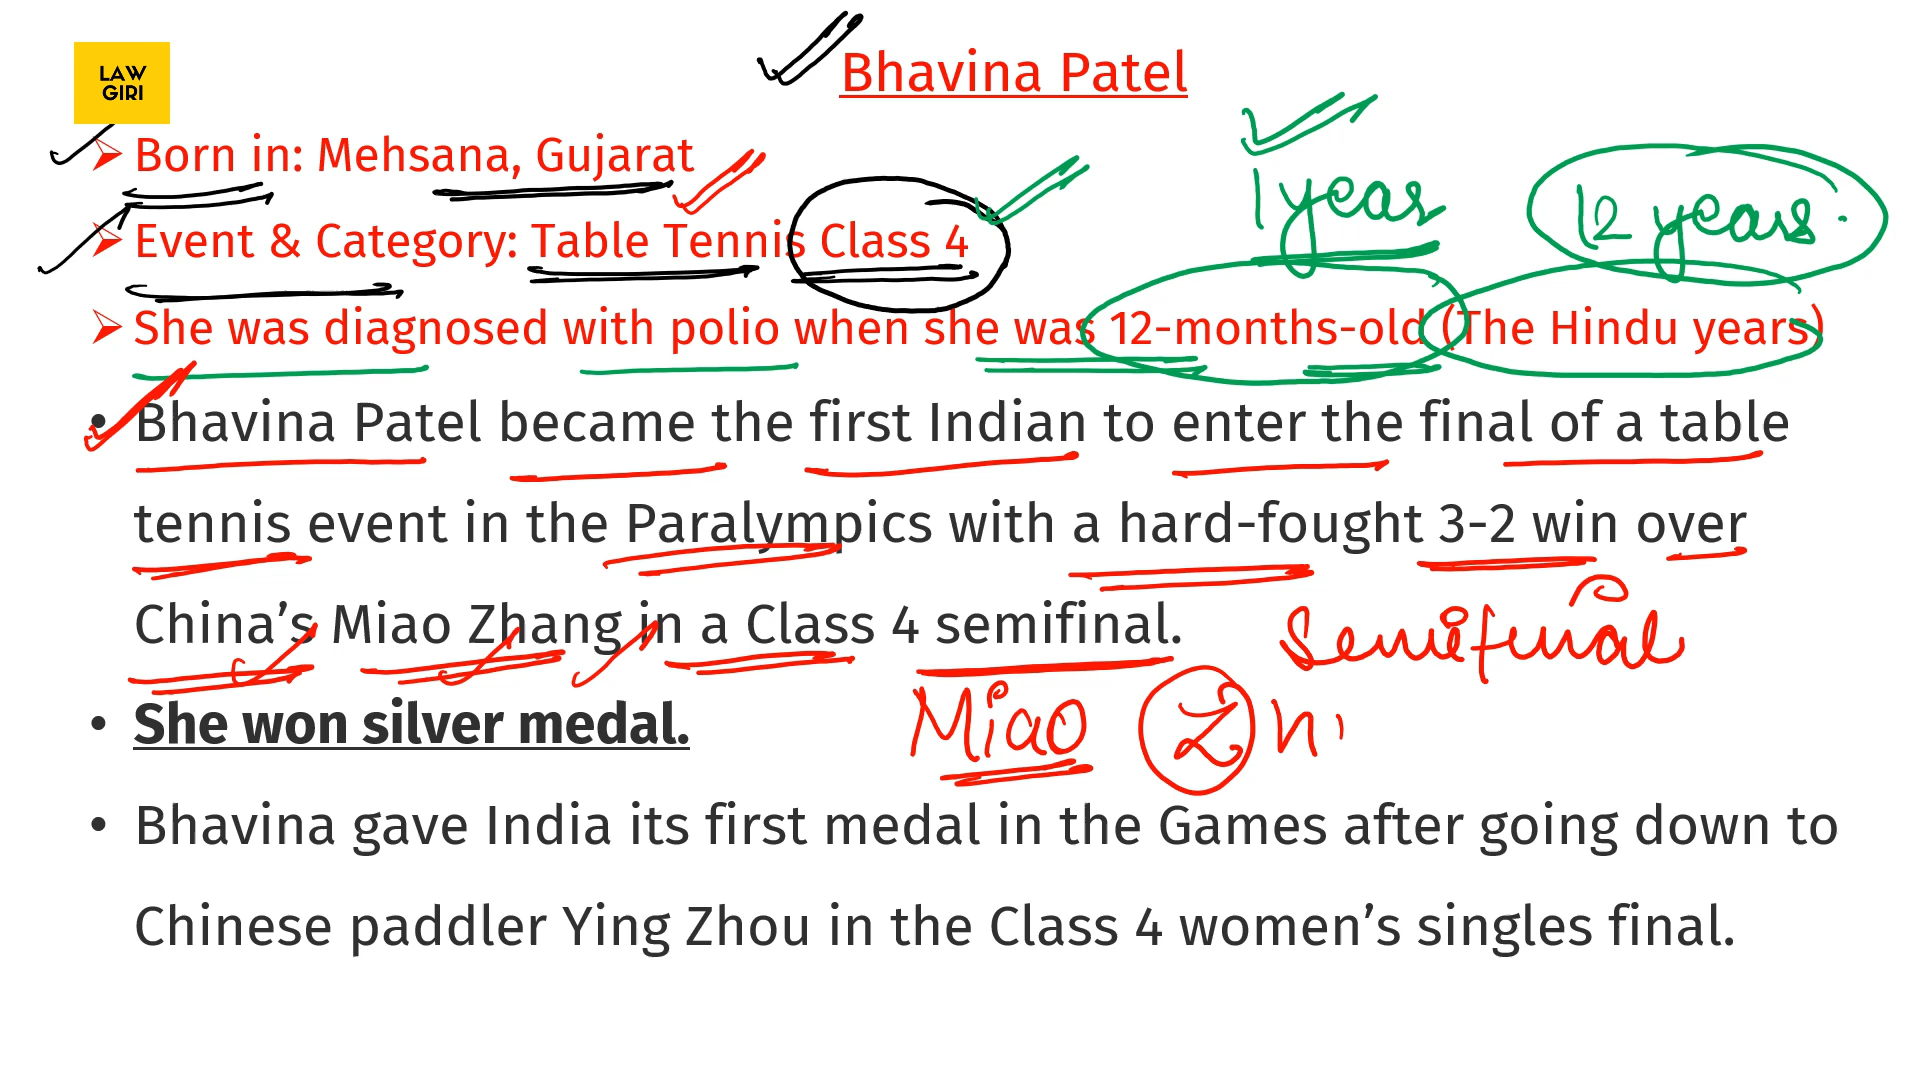 LAW
GIRI
Bhavina Patel
Born in: Mehsana, Gujarat
1 year
12 years.
Event & Category: Table Tennis Class 4
She was diagnosed with polio when she was 12-months-old (The Hindu years)
• Bhavina Patel became the first Indian to enter the final of a table
tennis event in the Paralympics with a hard-fought 3-2 win over
China’s Miao Zhang in a Class 4 semifinal.
Semifinal
• She won silver medal.
Miao Zh
• Bhavina gave India its first medal in the Games after going down to
Chinese paddler Ying Zhou in the Class 4 women’s singles final.